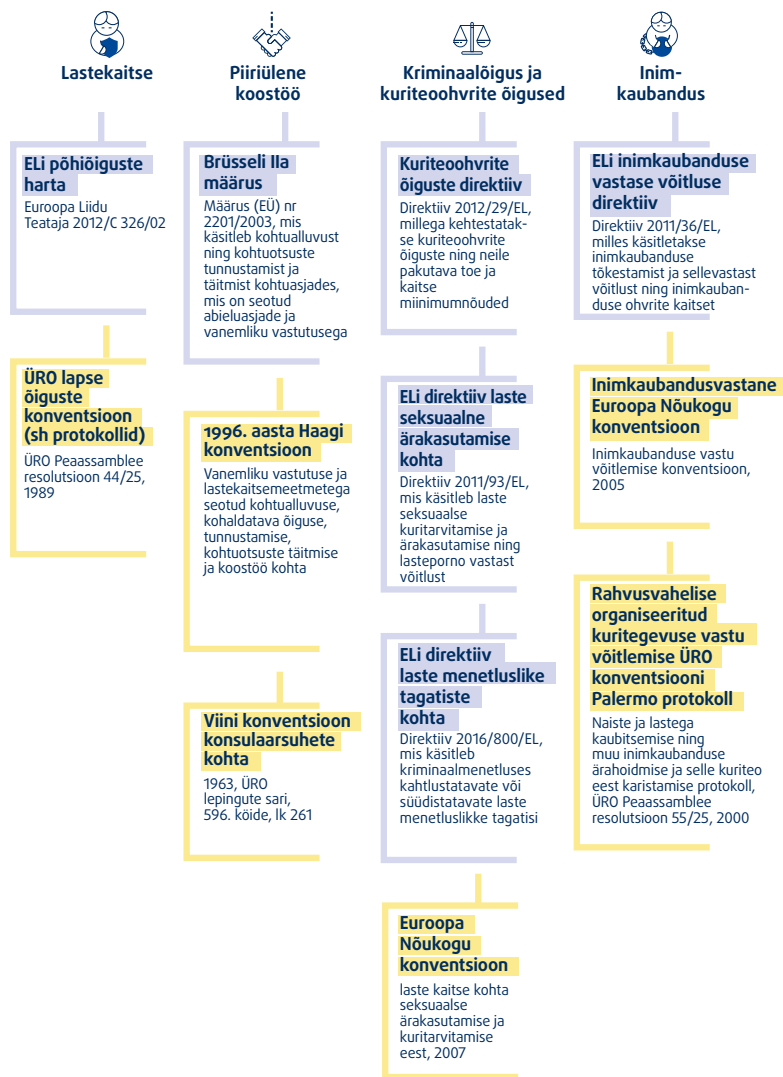 Lastekaitse
ELi põhiõiguste
harta
Euroopa Liidu
Teataja 2012/C 326/02
ÜRO lapse
õiguste
konventsioon
(sh protokollid)
ÜRO Peaassamblee
resolutsioon 44/25,
1989
Piiriülene
koostöö
Brüsseli IIa
määrus
Määrus (EÜ) nr
2201/2003, mis
käsitleb kohtualluvust
ning kohtuotsuste
tunnustamist ja
täitmist kohtuasjades,
mis on seotud
abieluasjade ja
vanemliku vastutusega
1996. aasta Haagi
konventsioon
Vanemliku vastutuse ja
lastekaitsemeetmetega
seotud kohtualluvuse,
kohaldatava õiguse,
tunnustamise,
kohtuotsuste täitmise
ja koostöö kohta
Viini konventsioon
konsulaarsuhete
kohta
1963, ÜRO
lepingute sari,
596. köide, lk 261
Kriminaalõigus ja
kuriteoohvrite õigused
Kuriteoohvrite
õiguste direktiiv
Direktiiv 2012/29/EL,
millega kehtestatak-
se kuriteoohvrite
õiguste ning neile
pakutava toe ja
kaitse
miinimumnõuded
ELi direktiiv laste
seksuaalne
ärakasutamise
kohta
Direktiiv 2011/93/EL,
mis käsitleb laste
seksuaalse
kuritarvitamise ja
ärakasutamise ning
lasteporno vastast
võitlust
ELi direktiiv
laste menetluslike
tagatiste
kohta
Direktiiv 2016/800/EL,
mis käsitleb
kriminaalmenetluses
kahtlustatavate või
süüdistatavate laste
menetluslikke tagatisi
Euroopa
Nõukogu
konventsioon
laste kaitse kohta
seksuaalse
ärakasutamise ja
kuritarvitamise
eest, 2007
Inim-
kaubandus
ELi inimkaubanduse
vastase võitluse
direktiiv
Direktiiv 2011/36/EL,
milles käsitletakse
inimkaubanduse
tõkestamist ja sellevastast
võitlust ning inimkauban-
duse ohvrite kaitset
Inimkaubandusvastane
Euroopa Nõukogu
konventsioon
Inimkaubanduse vastu
võitlemise konventsioon,
2005
Rahvusvahelise
organiseeritud
kuritegevuse vastu
võitlemise ÜRO
konventsiooni
Palermo protokoll
Naiste ja lastega
kaubitsemise ning
muu inimkaubanduse
ärahoidmise ja selle kuriteo
eest karistamise protokoll,
ÜRO Peaassamblee
resolutsioon 55/25, 2000